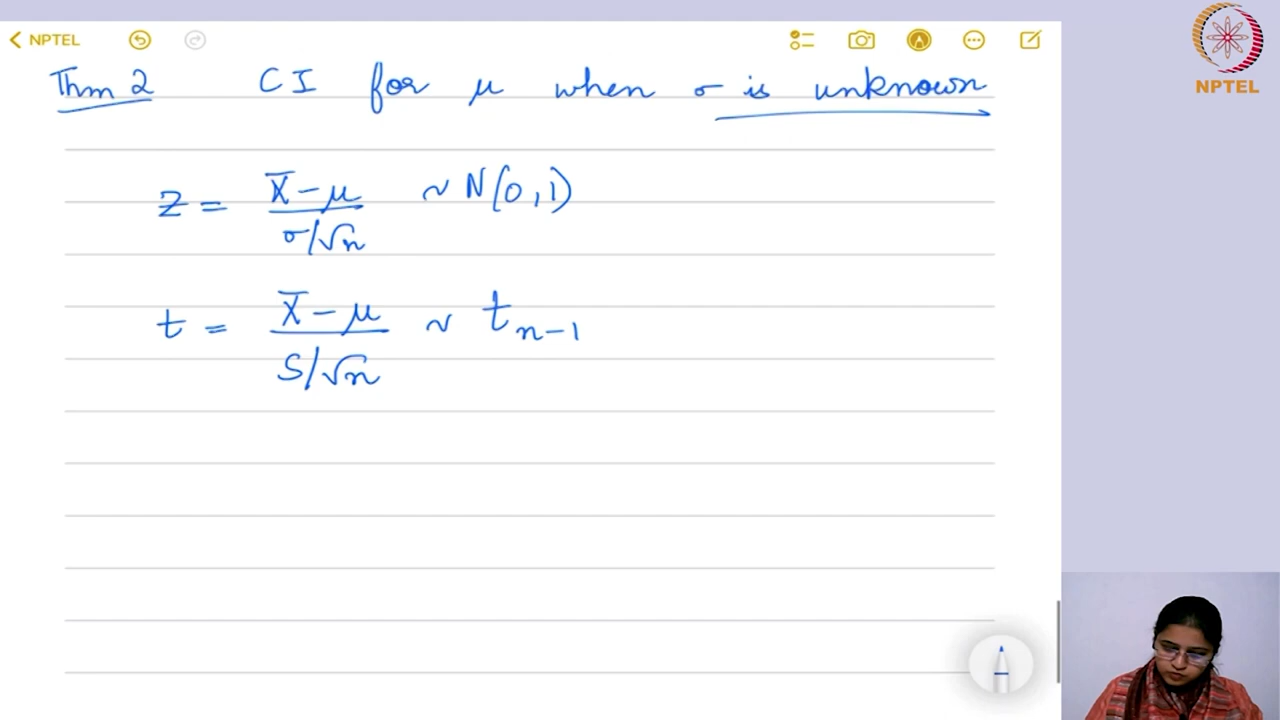 NPTEL
NPTEL
Thm 2 CI for μ when σ is unknown
Z = X̄ - μ / σ/√n ~ N(0,1)
t = X̄ - μ / S/√n ~ t_{n-1}